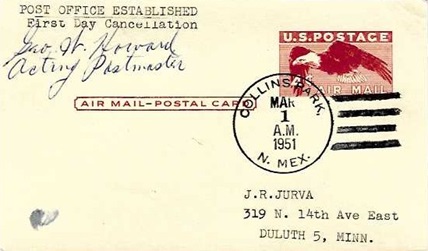 POST OFFICE ESTABLISHED
First Day Cancellation
Geo. W. Howard
Acting Postmaster
U.S. POSTAGE
AIR MAIL
AIR MAIL-POSTAL CARD
COLLINS PARK,
MAR
1
A.M.
1951
N. MEX.
J.R.JURVA
319 N. 14th Ave East
DULUTH 5, MINN.